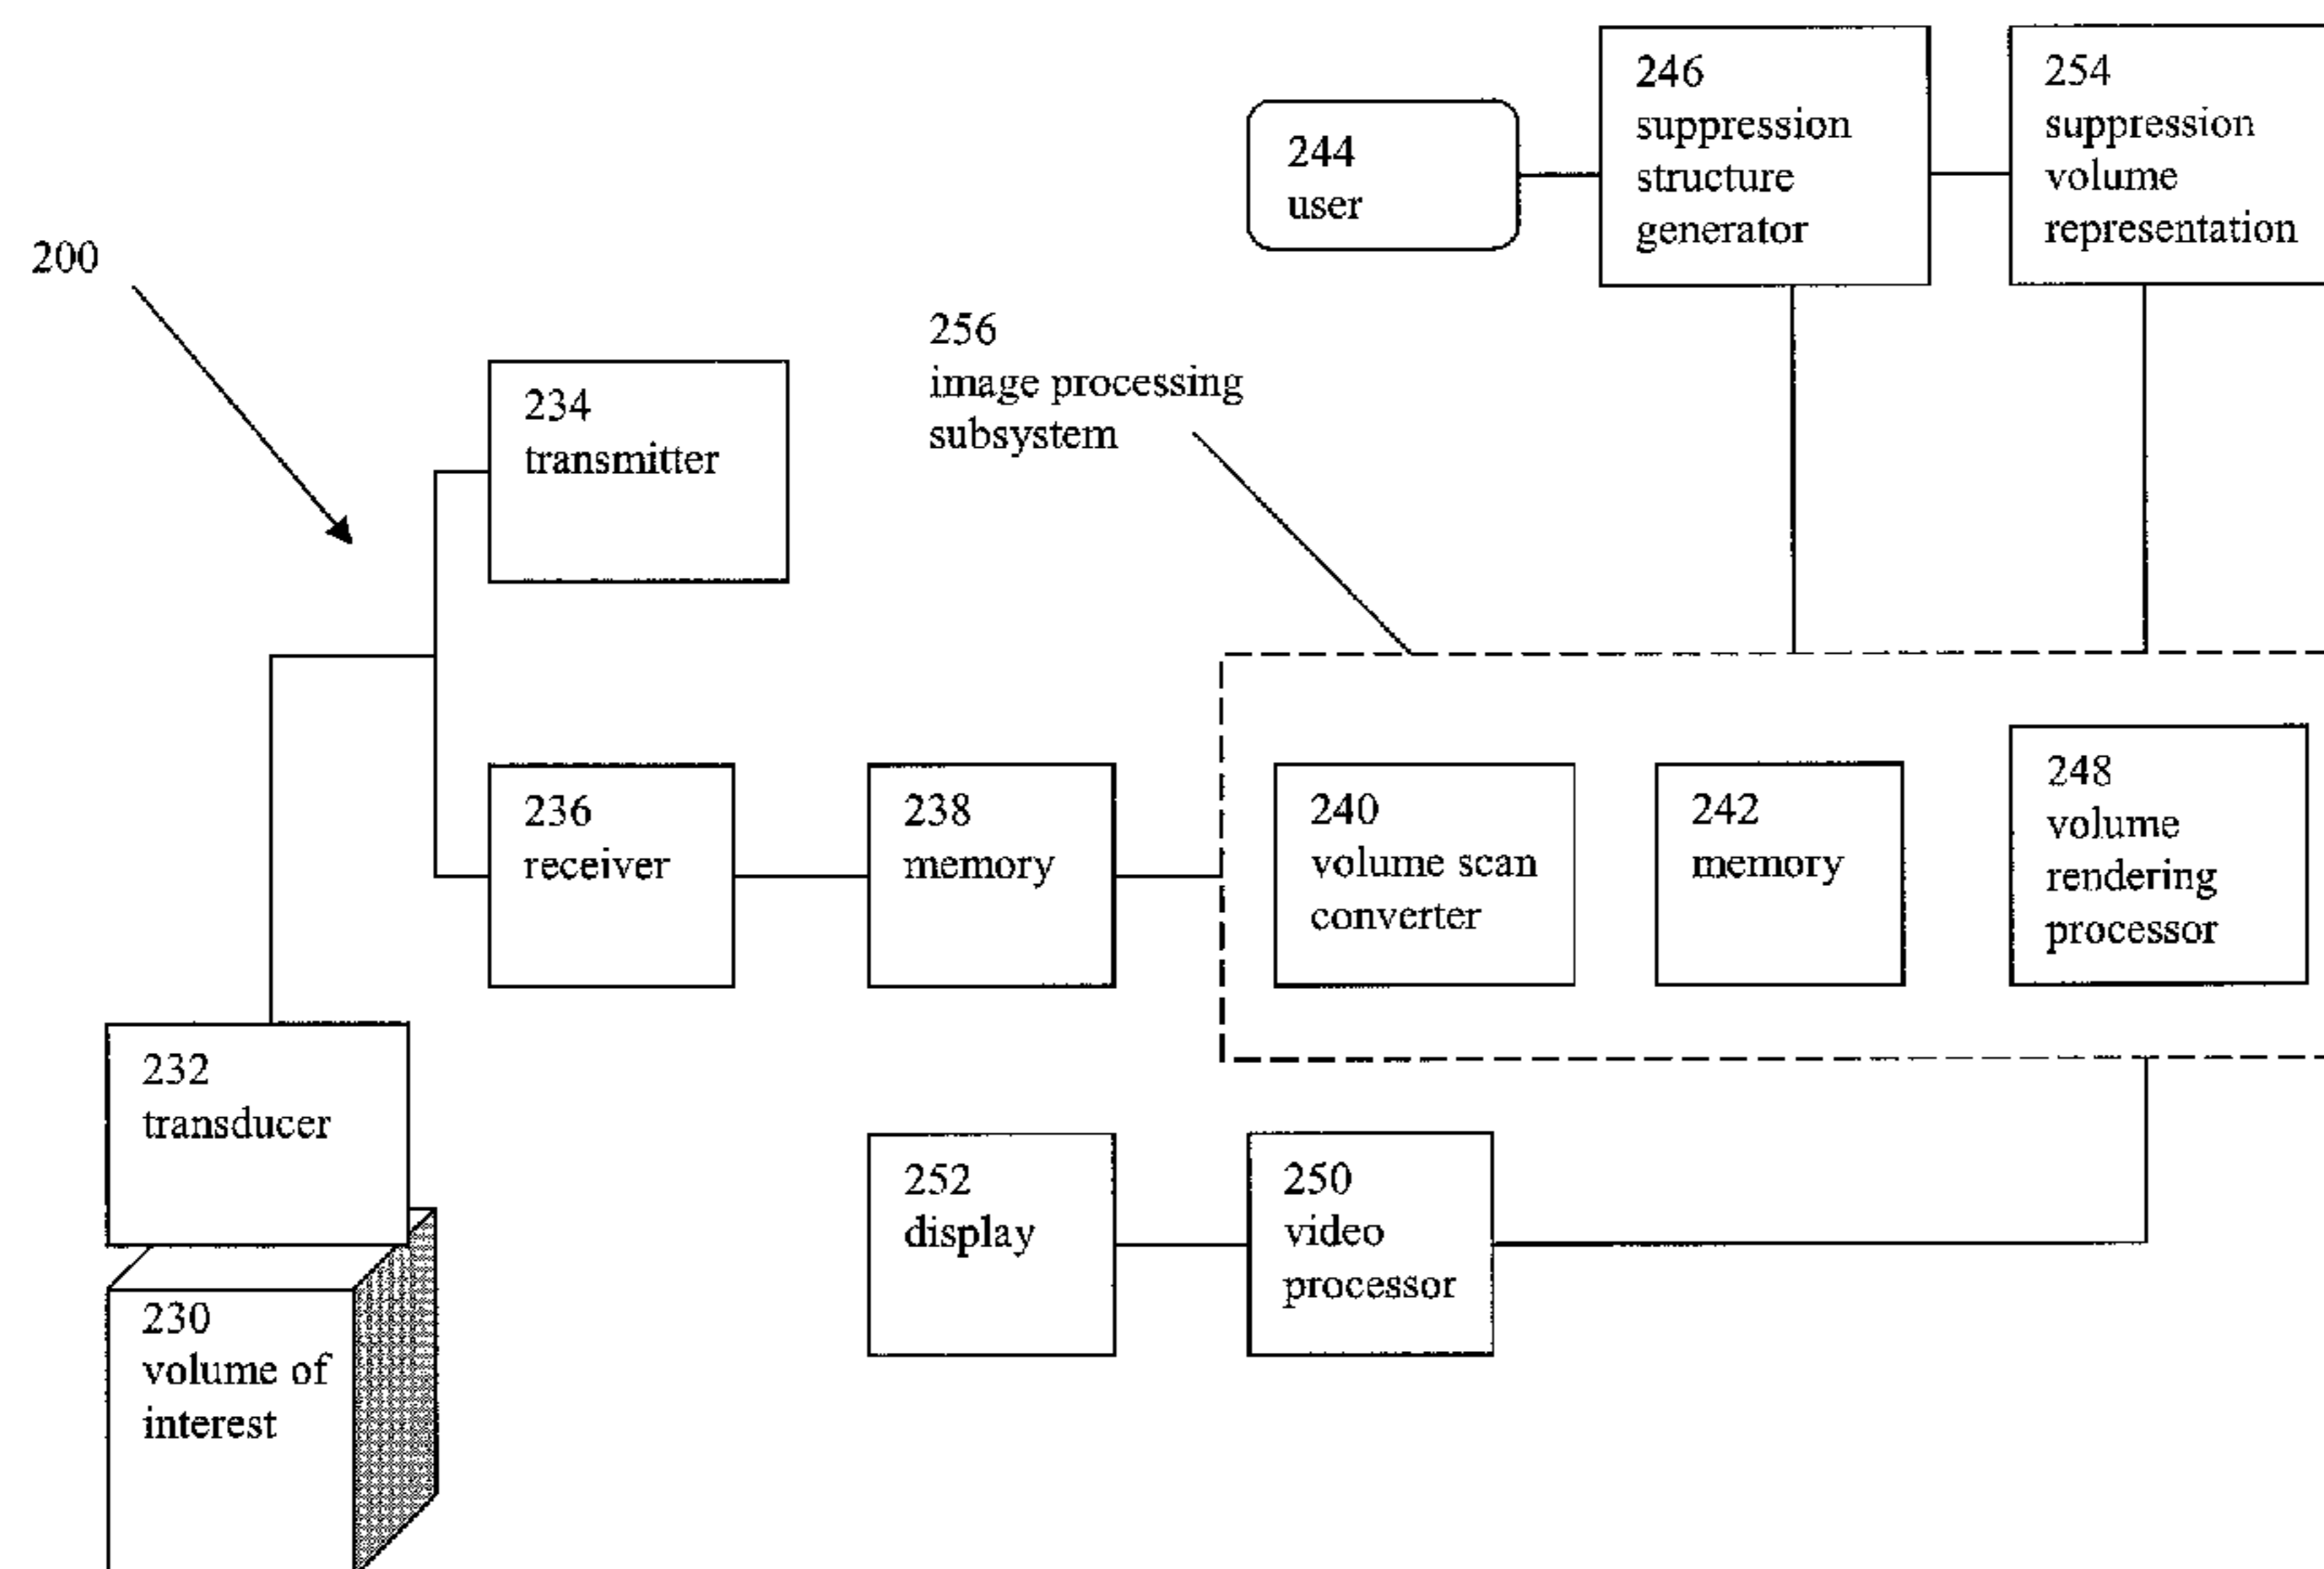 246
suppression
structure
generator
254
suppression
volume
representation
244
user
200
256
image processing
subsystem
234
transmitter
236
receiver
238
memory
240
volume scan
converter
242
memory
248
volume
rendering
processor
232
transducer
252
display
250
video
processor
230
volume of
interest